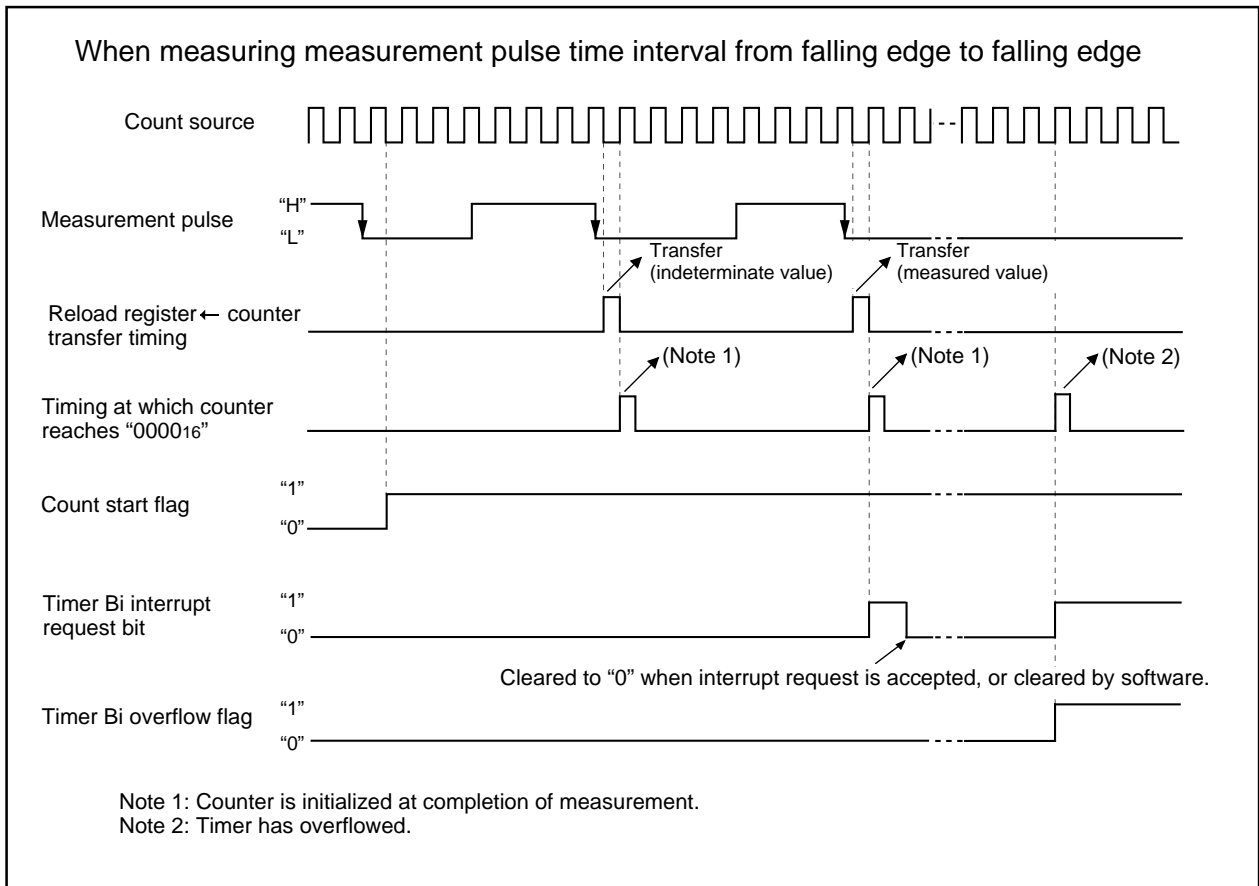 When measuring measurement pulse time interval from falling edge to falling edge
Count source
Measurement pulse
“H”
“L”
Transfer
(indeterminate value)
Transfer
(measured value)
Reload register ← counter
transfer timing
(Note 1)
(Note 1)
(Note 2)
Timing at which counter
reaches “000016”
Count start flag
“1”
“0”
Timer Bi interrupt
request bit
“1”
“0”
Cleared to “0” when interrupt request is accepted, or cleared by software.
Timer Bi overflow flag
“1”
“0”
Note 1: Counter is initialized at completion of measurement.
Note 2: Timer has overflowed.